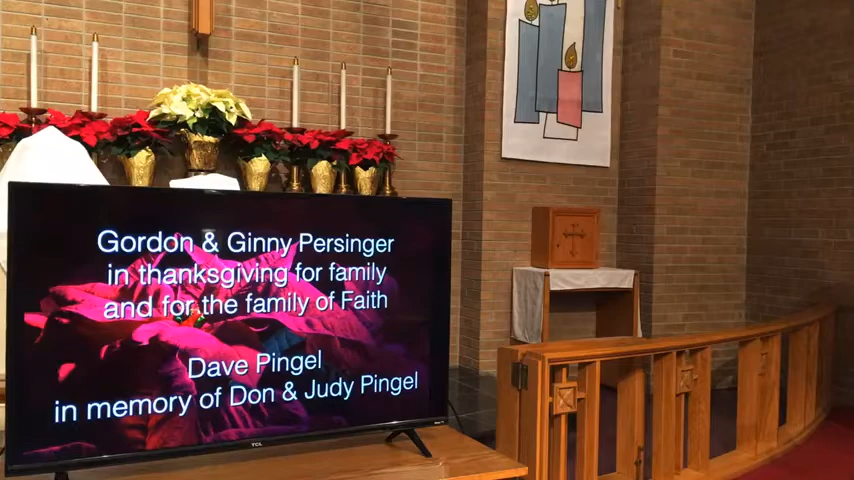 Gordon & Ginny Persinger
in thanksgiving for family
and for the family of Faith
Dave Pingel
in memory of Don & Judy Pingel
TCL